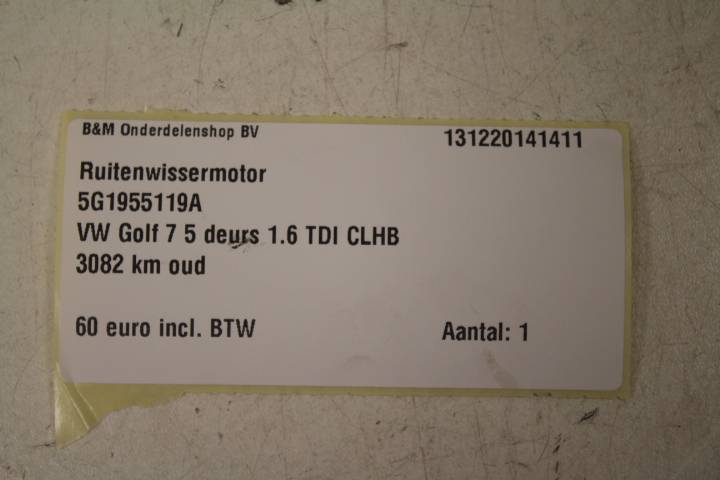 B&M Onderdelenshop BV 131220141411
Ruitenwissermotor
5G1955119A
VW Golf 7 5 deurs 1.6 TDI CLHB
3082 km oud
60 euro incl. BTW Aantal: 1